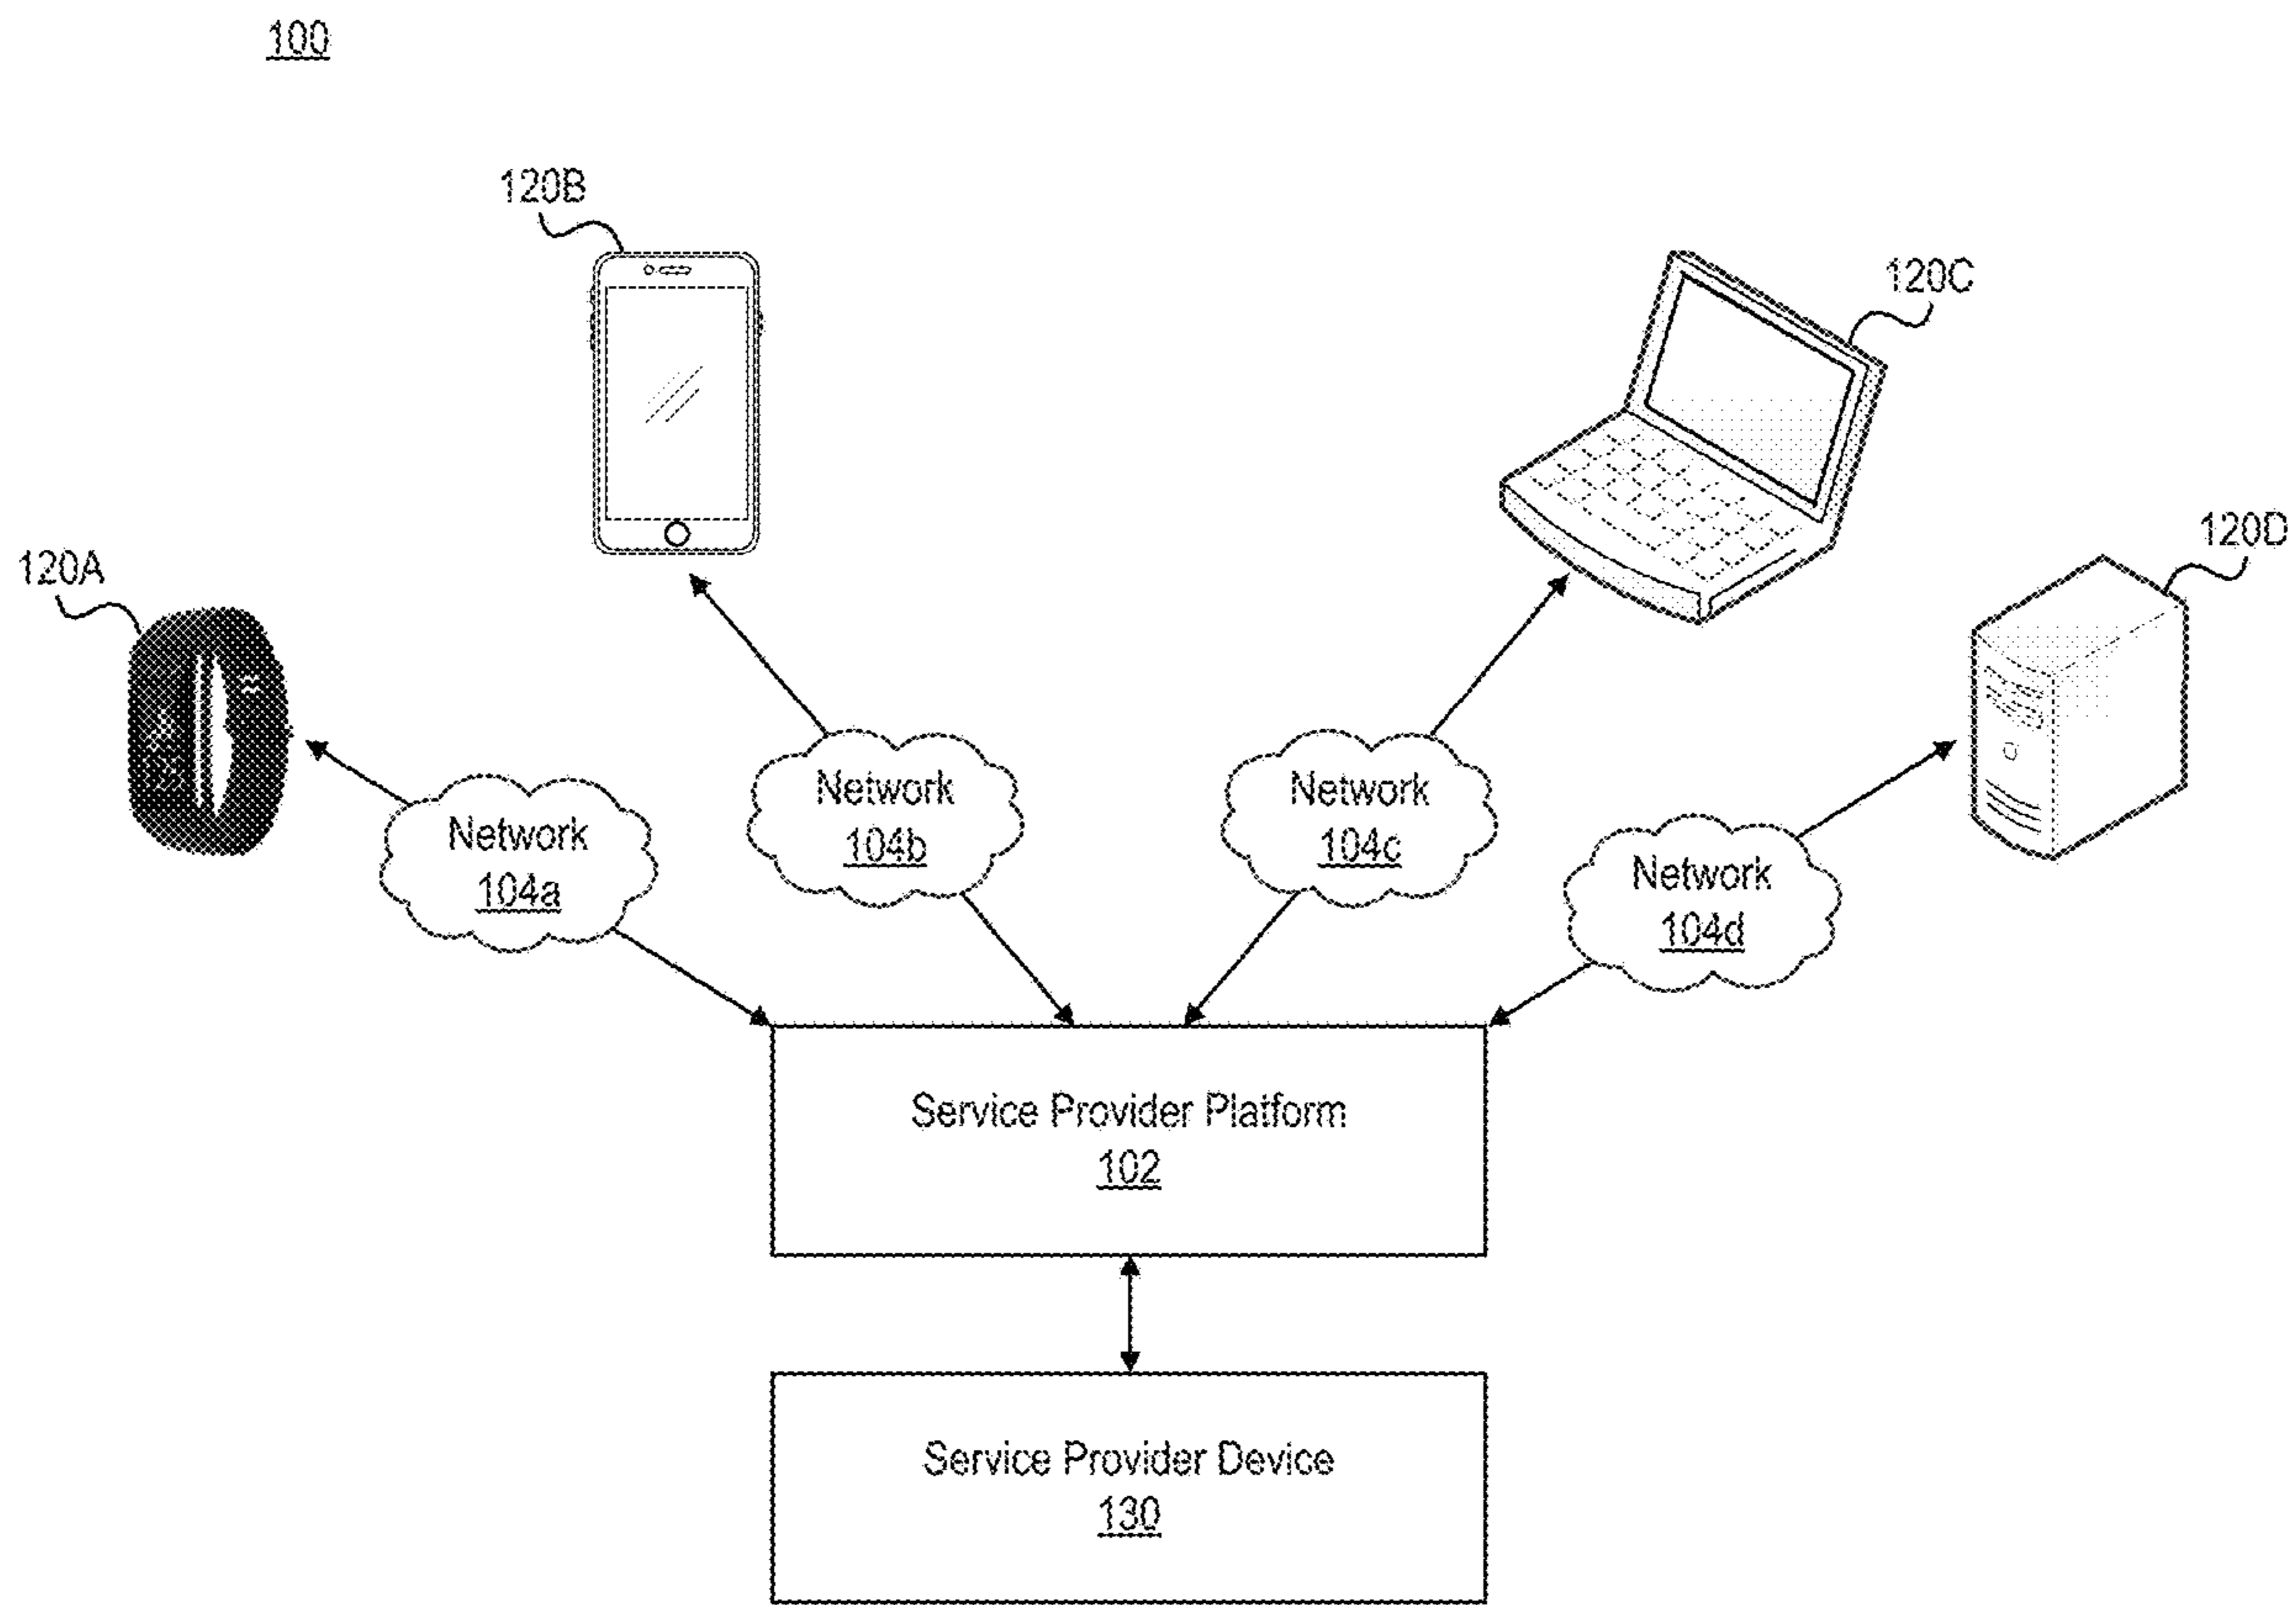 100
120B
120C
120D
120A
Network
104b
Network
104c
Network
104a
Network
104d
Service Provider Platform
102
Service Provider Device
130